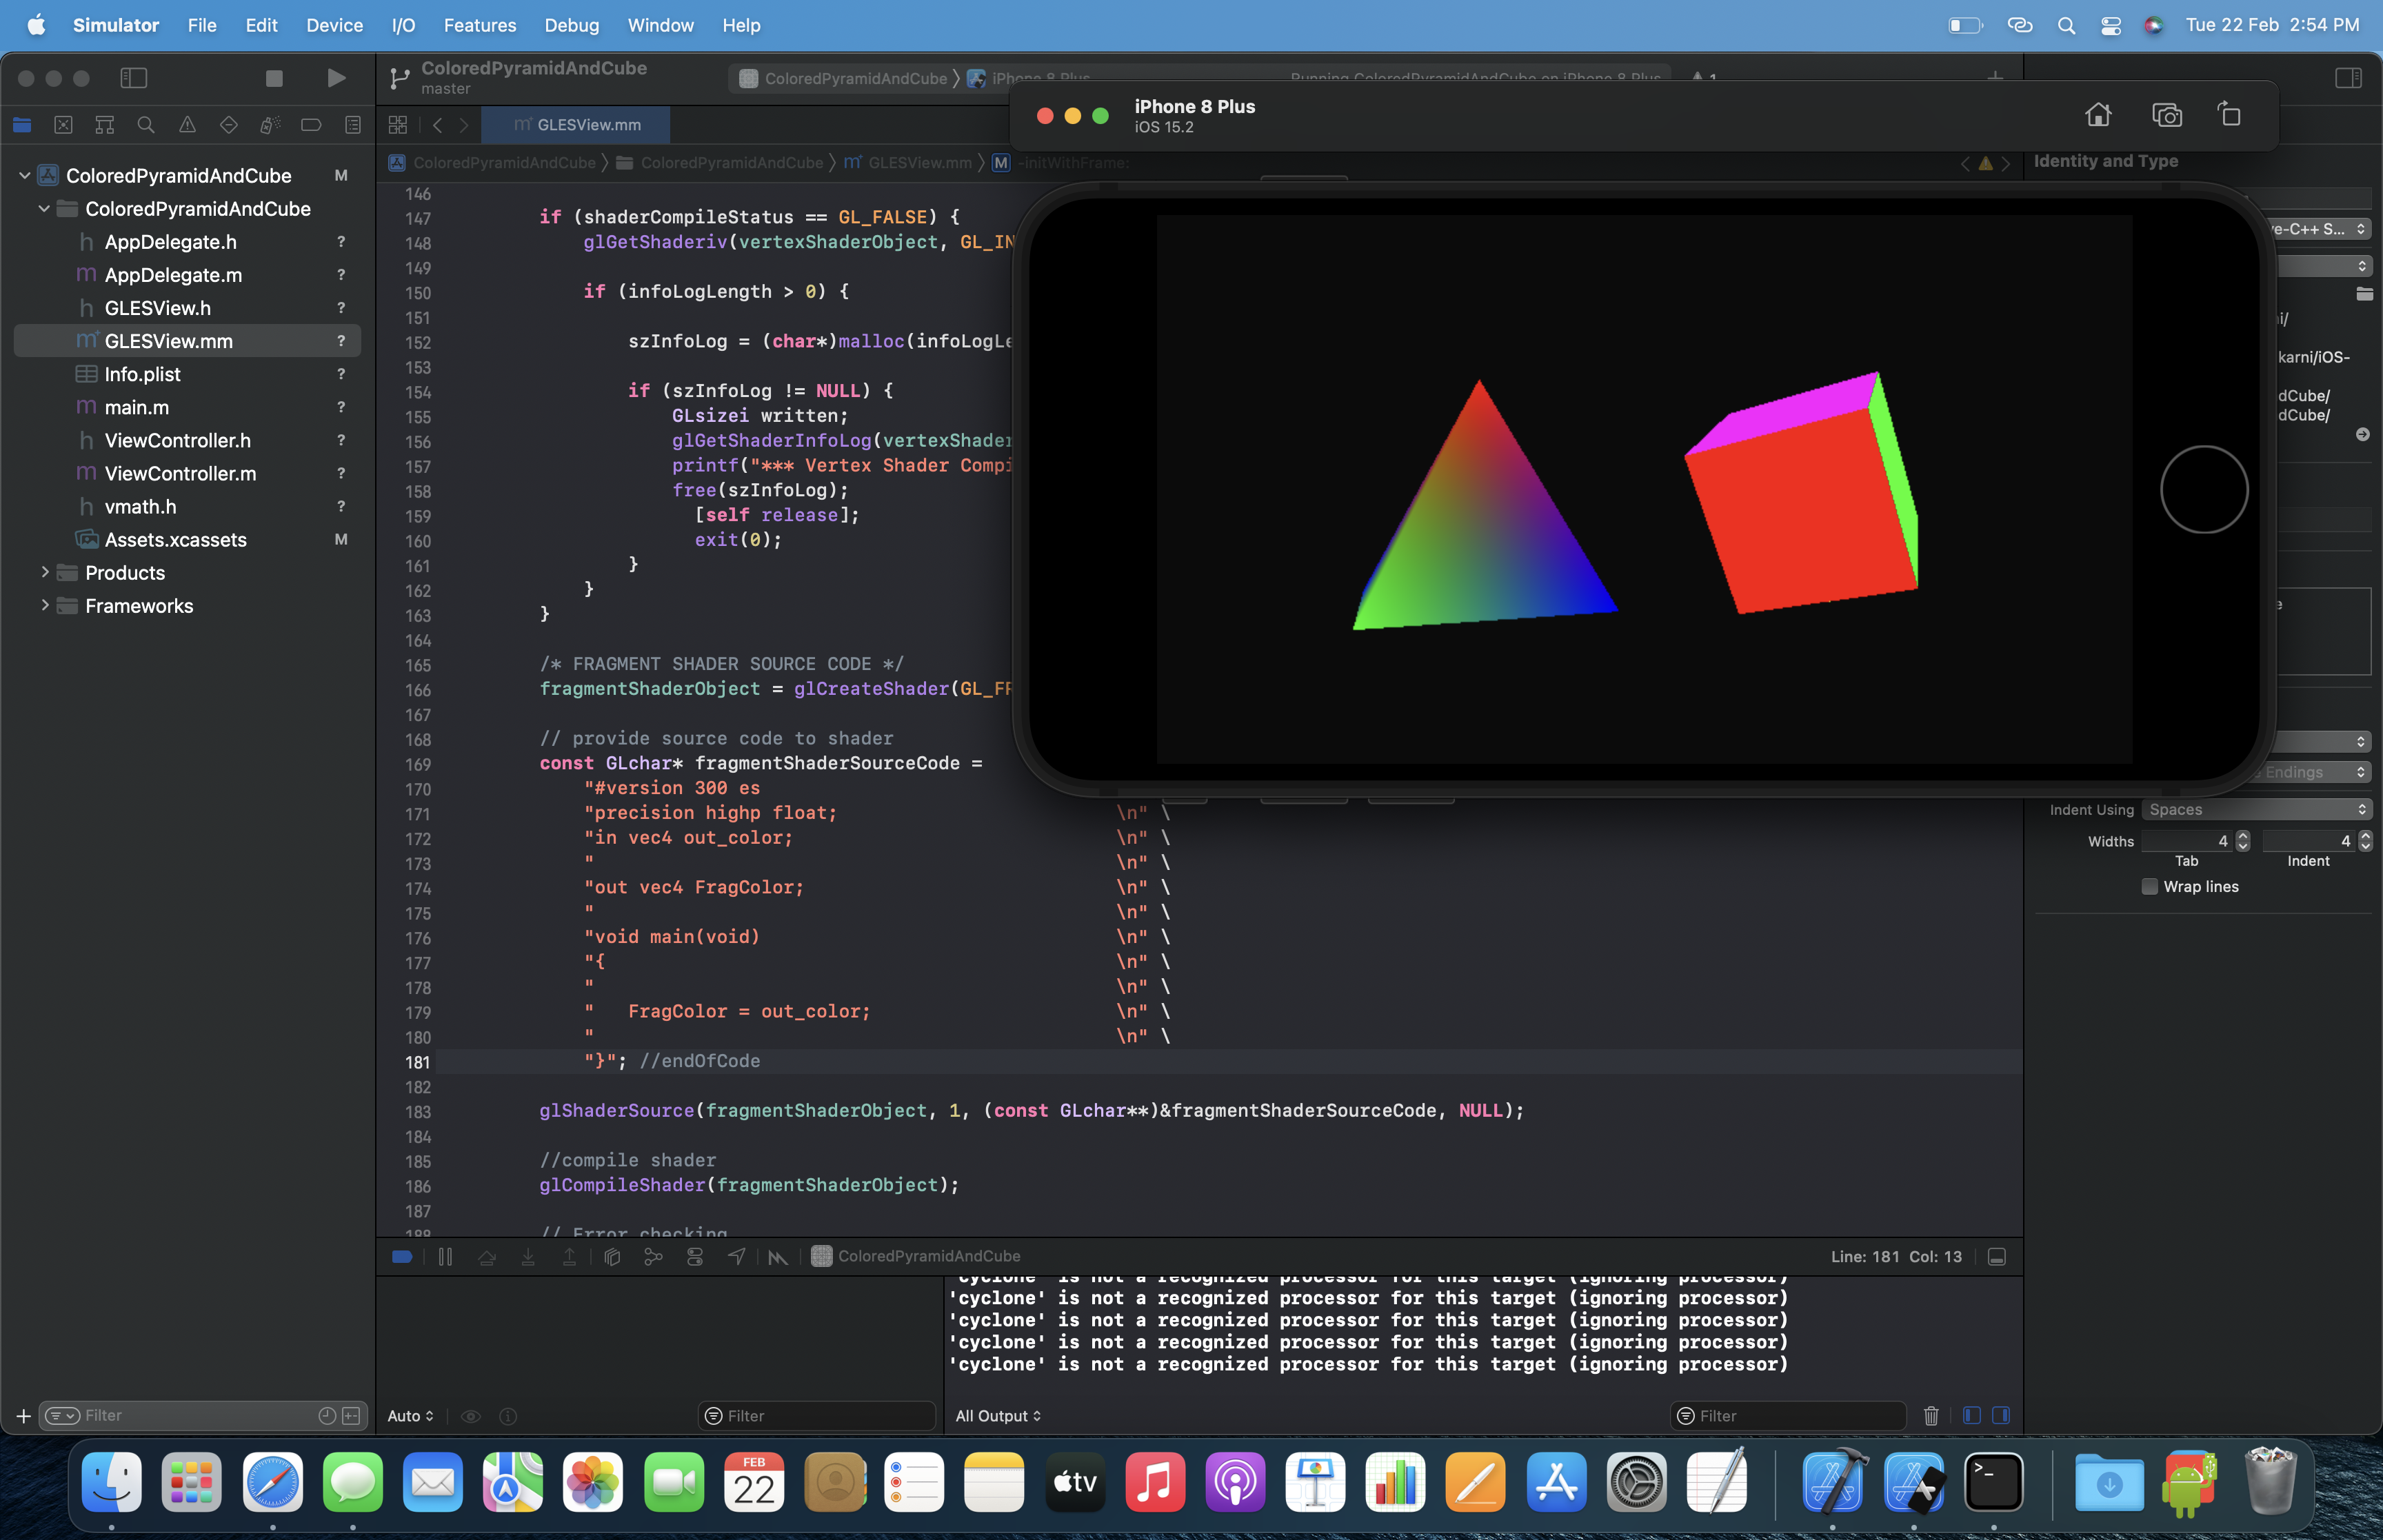 Simulator File Edit Device I/O Features Debug Window Help
Tue 22 Feb 2:54 PM
ColoredPyramidAndCube
master
ColoredPyramidAndCube
iPhone 8 Plus
Running ColoredPyramidAndCube on iPhone 8 Plus
1
GLESView.mm
iPhone 8 Plus
iOS 15.2
ColoredPyramidAndCube ColoredPyramidAndCube GLESView.mm M -initWithFrame:
Identity and Type
ColoredPyramidAndCube M
ColoredPyramidAndCube
h AppDelegate.h ?
m AppDelegate.m ?
h GLESView.h ?
m GLESView.mm ?
Info.plist ?
m main.m ?
h ViewController.h ?
m ViewController.m ?
h vmath.h ?
Assets.xcassets M
Products
Frameworks
Filter
146
147 if (shaderCompileStatus == GL_FALSE) {
148 glGetShaderiv(vertexShaderObject, GL_IN
149
150 if (infoLogLength > 0) {
151
152 szInfoLog = (char*)malloc(infoLogLe
153
154 if (szInfoLog != NULL) {
155 GLsizei written;
156 glGetShaderInfoLog(vertexShader
157 printf("*** Vertex Shader Compi
158 free(szInfoLog);
159 [self release];
160 exit(0);
161 }
162 }
163 }
164
165 /* FRAGMENT SHADER SOURCE CODE */
166 fragmentShaderObject = glCreateShader(GL_FR
167
168 // provide source code to shader
169 const GLchar* fragmentShaderSourceCode =
170 "#version 300 es
171 "precision highp float; \n" \
172 "in vec4 out_color; \n" \
173 " \n" \
174 "out vec4 FragColor; \n" \
175 " \n" \
176 "void main(void) \n" \
177 "{ \n" \
178 " \n" \
179 " FragColor = out_color; \n" \
180 " \n" \
181 "}"; //endOfCode
182
183 glShaderSource(fragmentShaderObject, 1, (const GLchar**)&fragmentShaderSourceCode, NULL);
184
185 //compile shader
186 glCompileShader(fragmentShaderObject);
187
188 // Error checking
ve-C++ S...
ni/
karni/iOS-
dCube/
dCube/
e
Endings
Indent Using Spaces
Widths 4 4
Tab Indent
Wrap lines
ColoredPyramidAndCube
Line: 181 Col: 13
'cyclone' is not a recognized processor for this target (ignoring processor)
'cyclone' is not a recognized processor for this target (ignoring processor)
'cyclone' is not a recognized processor for this target (ignoring processor)
'cyclone' is not a recognized processor for this target (ignoring processor)
'cyclone' is not a recognized processor for this target (ignoring processor)
Auto
Filter
All Output
Filter
FEB
22
tv
>_